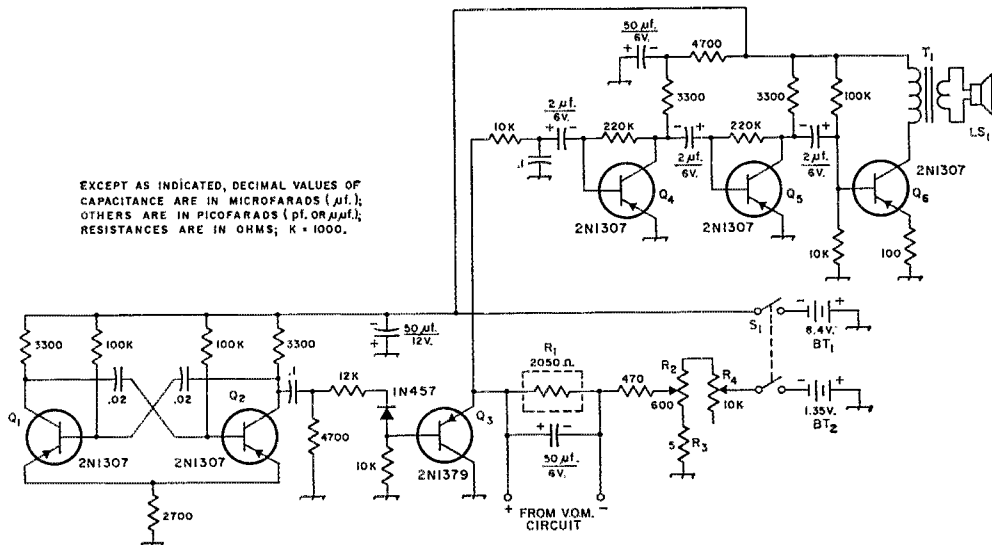 50 µf.
6V.
+ -
4700
T1
3300
3300
100K
LS1
10K
2 µf.
6V.
+ -
220K
- +
2 µf.
6V.
220K
- +
2 µf.
6V.
.1
Q4
2N1307
Q5
2N1307
2N1307
Q6
10K
100
EXCEPT AS INDICATED, DECIMAL VALUES OF
CAPACITANCE ARE IN MICROFARADS (µf.);
OTHERS ARE IN PICOFARADS (pf. OR µµf.);
RESISTANCES ARE IN OHMS; K = 1000.
3300
100K
100K
3300
.02
.02
Q1
2N1307
Q2
2N1307
2700
-
+
50 µf.
12V.
.1
12K
1N457
4700
10K
Q3
2N1379
R1
2050 Ω
+ -
50 µf.
6V.
+ -
FROM V.O.M.
CIRCUIT
470
R2
600
R4
10K
5
R3
S1
- +
8.4V.
BT1
- +
1.35V.
BT2